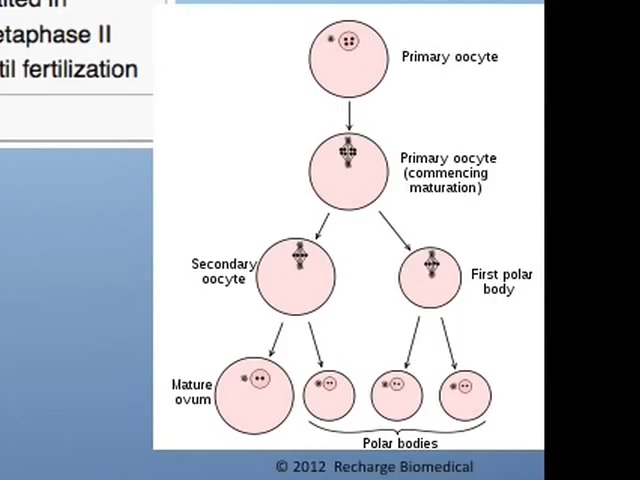 etaphase II
til fertilization
Primary oocyte
Primary oocyte
(commencing
maturation)
Secondary
oocyte
First polar
body
Mature
ovum
Polar bodies
© 2012 Recharge Biomedical